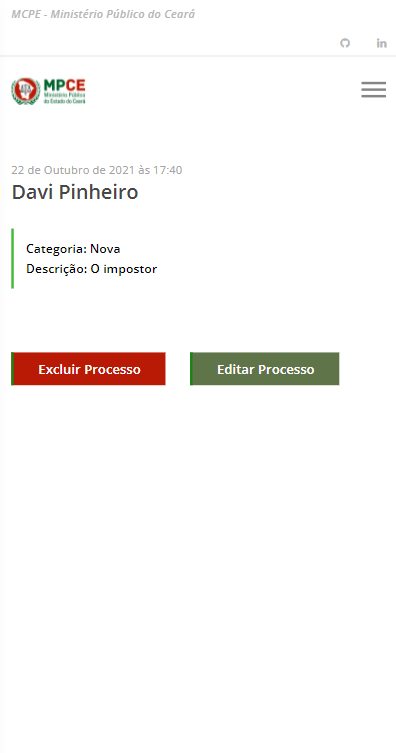 MCPE - Ministério Público do Ceará
MPCE
Ministério Público
do Estado do Ceará
22 de Outubro de 2021 às 17:40
Davi Pinheiro
Categoria: Nova
Descrição: O impostor
Excluir Processo
Editar Processo